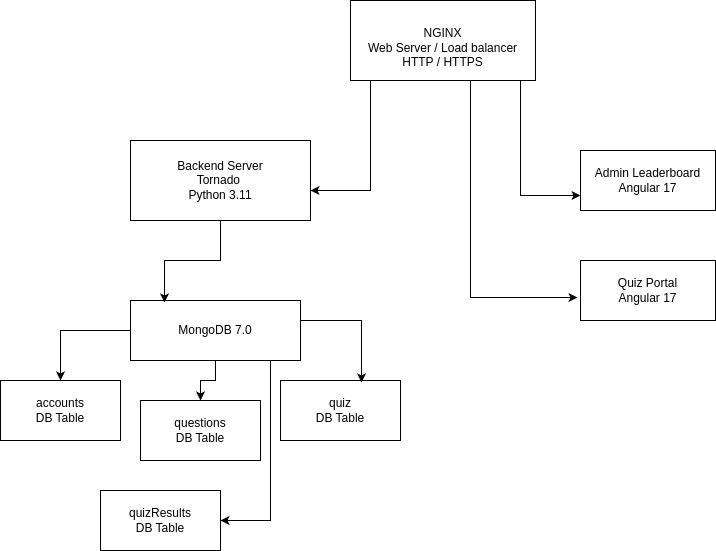 NGINX
Web Server / Load balancer
HTTP / HTTPS
Backend Server
Tornado
Python 3.11
Admin Leaderboard
Angular 17
Quiz Portal
Angular 17
MongoDB 7.0
accounts
DB Table
questions
DB Table
quiz
DB Table
quizResults
DB Table